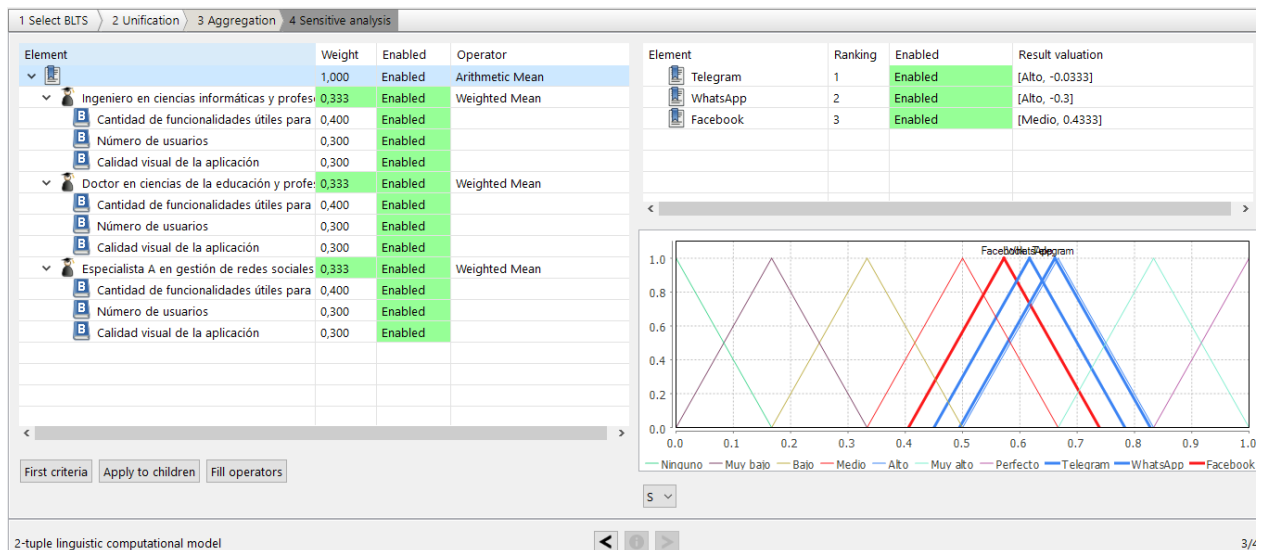 1 Select BLTS 2 Unification 3 Aggregation 4 Sensitive analysis
Element Weight Enabled Operator
1,000 Enabled Arithmetic Mean
Ingeniero en ciencias informáticas y profes 0,333 Enabled Weighted Mean
B Cantidad de funcionalidades útiles para 0,400 Enabled
B Número de usuarios 0,300 Enabled
B Calidad visual de la aplicación 0,300 Enabled
Doctor en ciencias de la educación y profe: 0,333 Enabled Weighted Mean
B Cantidad de funcionalidades útiles para 0,400 Enabled
B Número de usuarios 0,300 Enabled
B Calidad visual de la aplicación 0,300 Enabled
Especialista A en gestión de redes sociales 0,333 Enabled Weighted Mean
B Cantidad de funcionalidades útiles para 0,400 Enabled
B Número de usuarios 0,300 Enabled
B Calidad visual de la aplicación 0,300 Enabled
First criteria Apply to children Fill operators
Element Ranking Enabled Result valuation
Telegram 1 Enabled [Alto, -0.0333]
WhatsApp 2 Enabled [Alto, -0.3]
Facebook 3 Enabled [Medio, 0.4333]
Facebook WhatsApp Telegram
1.0
0.8
0.6
0.4
0.2
0.0
0.0 0.1 0.2 0.3 0.4 0.5 0.6 0.7 0.8 0.9 1.0
Ninguno Muy bajo Bajo Medio Alto Muy alto Perfecto Telegram WhatsApp Facebook
S
2-tuple linguistic computational model 3/4